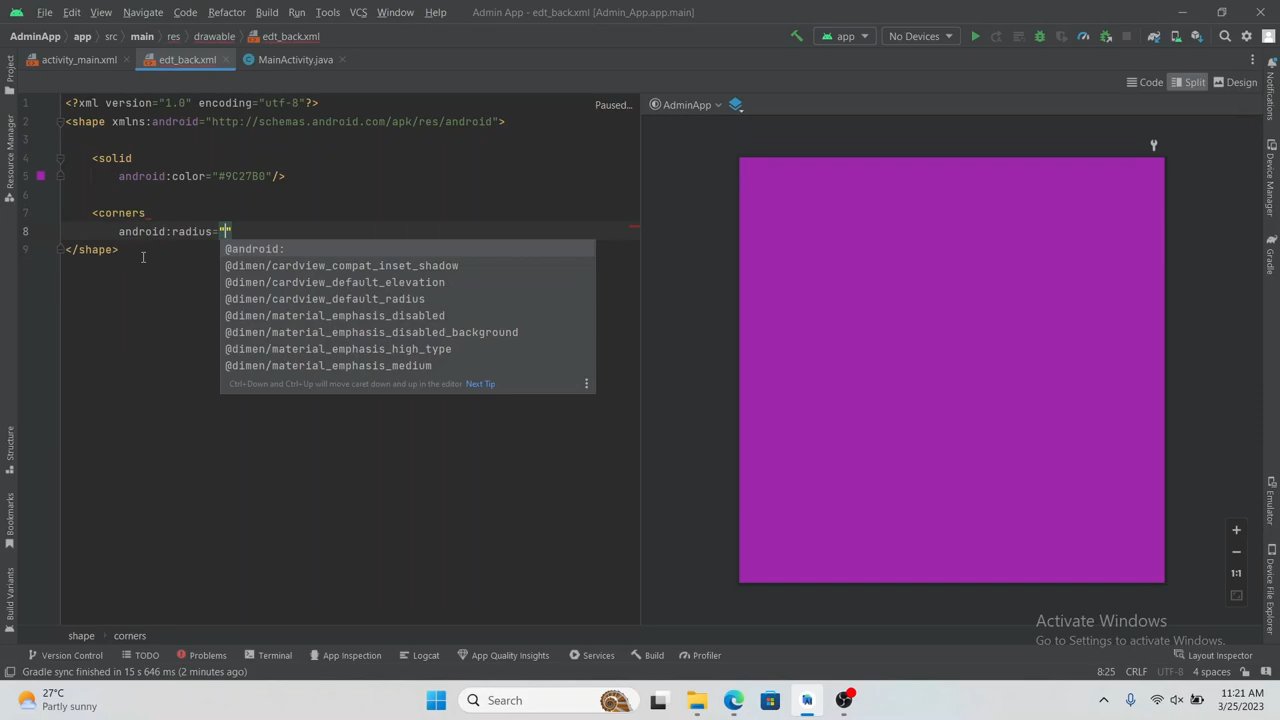 File Edit View Navigate Code Refactor Build Run Tools VCS Window Help Admin App - edt_back.xml [Admin_App.app.main]
AdminApp app src main res drawable edt_back.xml app No Devices
activity_main.xml edt_back.xml MainActivity.java
Code Split Design
1 <?xml version="1.0" encoding="utf-8"?> Paused...
2 <shape xmlns:android="http://schemas.android.com/apk/res/android">
3
4 <solid
5 android:color="#9C27B0"/>
6
7 <corners
8 android:radius=""
9 </shape>
@android:
@dimen/cardview_compat_inset_shadow
@dimen/cardview_default_elevation
@dimen/cardview_default_radius
@dimen/material_emphasis_disabled
@dimen/material_emphasis_disabled_background
@dimen/material_emphasis_high_type
@dimen/material_emphasis_medium
Ctrl+Down and Ctrl+Up will move caret down and up in the editor Next Tip
AdminApp
1:1
Project
Resource Manager
Structure
Bookmarks
Build Variants
Notifications
Device Manager
Gradle
Emulator
Device File Explorer
Activate Windows
Go to Settings to activate Windows.
shape corners
Version Control TODO Problems Terminal App Inspection Logcat App Quality Insights Services Build Profiler Layout Inspector
Gradle sync finished in 15 s 646 ms (2 minutes ago) 8:25 CRLF UTF-8 4 spaces
27°C
Partly sunny
Search
11:21 AM
3/25/2023